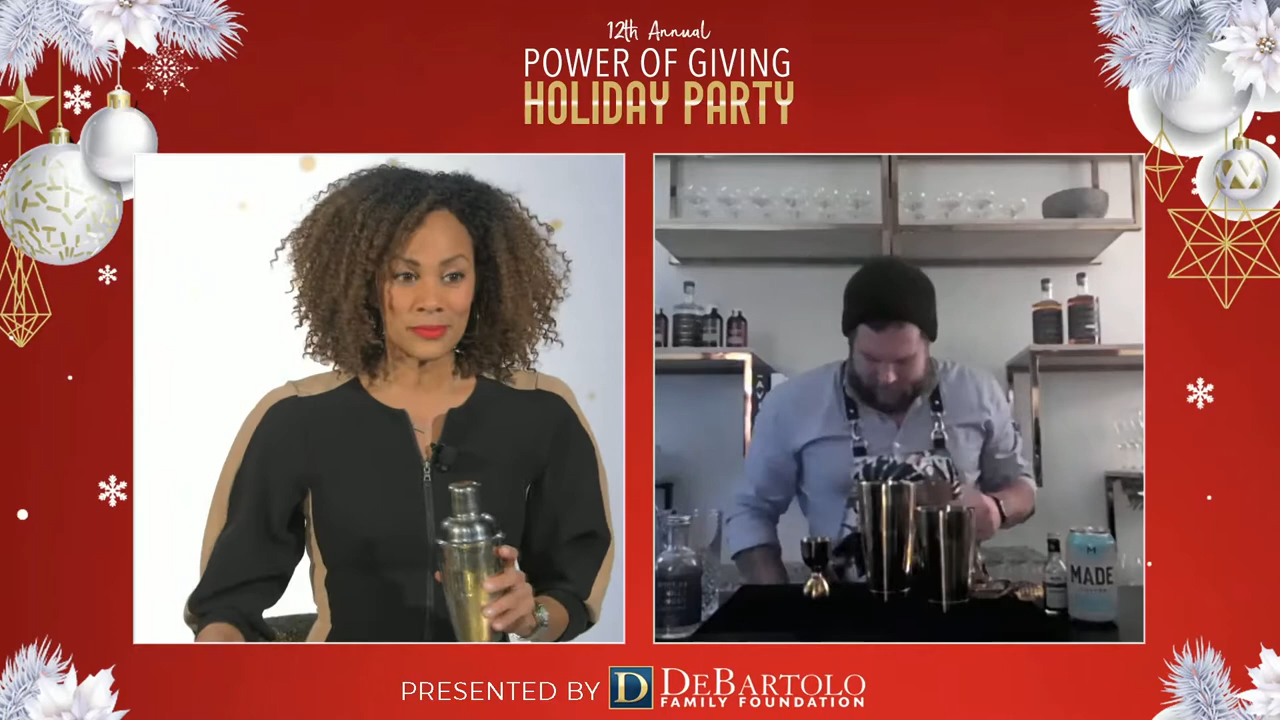 12th Annual
POWER OF GIVING
HOLIDAY PARTY
M
MADE
PRESENTED BY D DEBARTOLO
FAMILY FOUNDATION